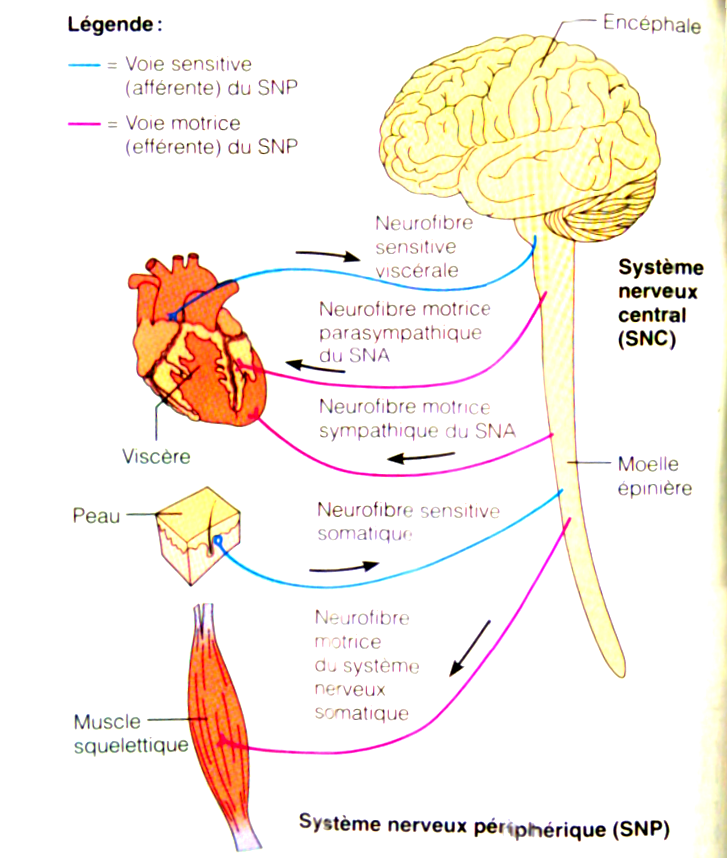 Légende :
= Voie sensitive
(afférente) du SNP
= Voie motrice
(efférente) du SNP
Encéphale
Neurofibre
sensitive
viscérale
Système
nerveux
central
(SNC)
Neurofibre motrice
parasympathique
du SNA
Neurofibre motrice
sympathique du SNA
Viscère
Moelle
épinière
Peau
Neurofibre sensitive
somatique
Neurofibre
motrice
du système
nerveux
somatique
Muscle
squelettique
Système nerveux périphérique (SNP)